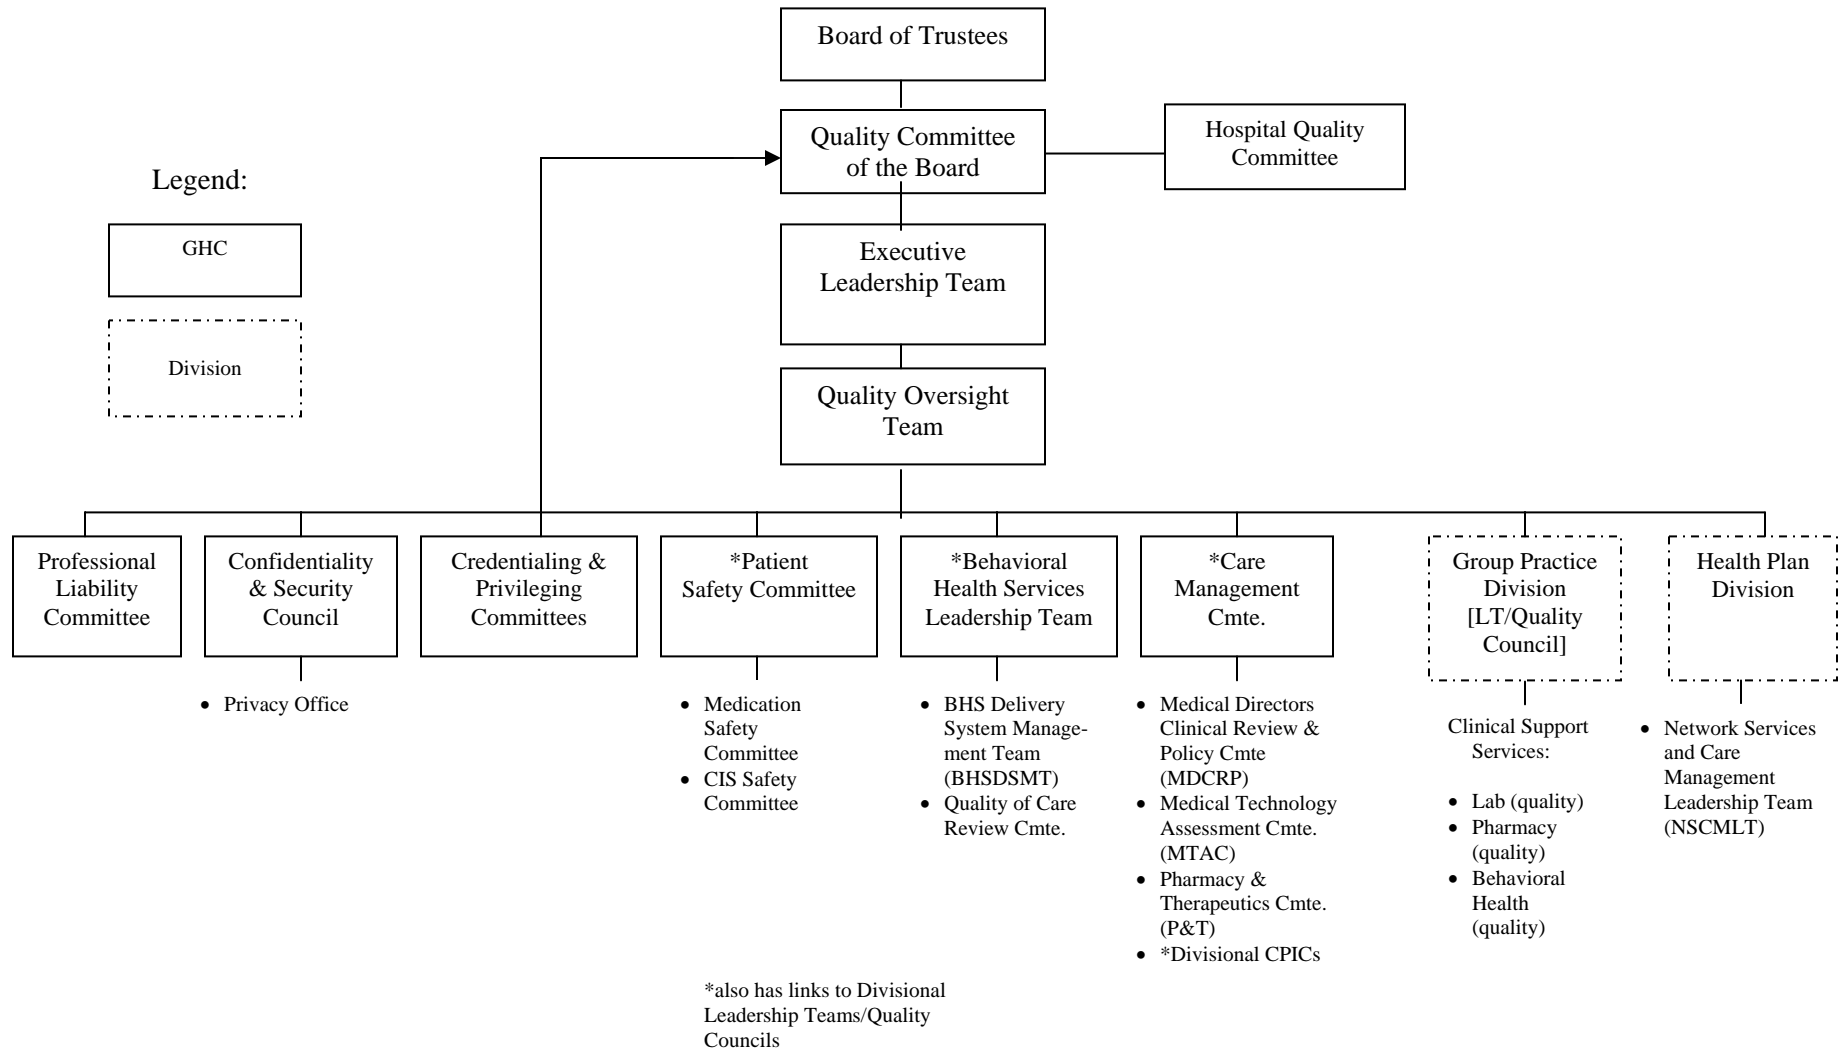 Board of Trustees
Quality Committee
of the Board
Hospital Quality
Committee
Legend:
GHC
Division
Executive
Leadership Team
Quality Oversight
Team
Professional
Liability
Committee
Confidentiality
& Security
Council
Credentialing &
Privileging
Committees
*Patient
Safety Committee
*Behavioral
Health Services
Leadership Team
*Care
Management
Cmte.
Group Practice
Division
[LT/Quality
Council]
Health Plan
Division
• Privacy Office
• Medication
Safety
Committee
• CIS Safety
Committee
• BHS Delivery
System Manage-
ment Team
(BHSDSMT)
• Quality of Care
Review Cmte.
• Medical Directors
Clinical Review &
Policy Cmte
(MDCRP)
• Medical Technology
Assessment Cmte.
(MTAC)
• Pharmacy &
Therapeutics Cmte.
(P&T)
• *Divisional CPICs
Clinical Support
Services:
• Lab (quality)
• Pharmacy
(quality)
• Behavioral
Health
(quality)
• Network Services
and Care
Management
Leadership Team
(NSCMLT)
*also has links to Divisional
Leadership Teams/Quality
Councils